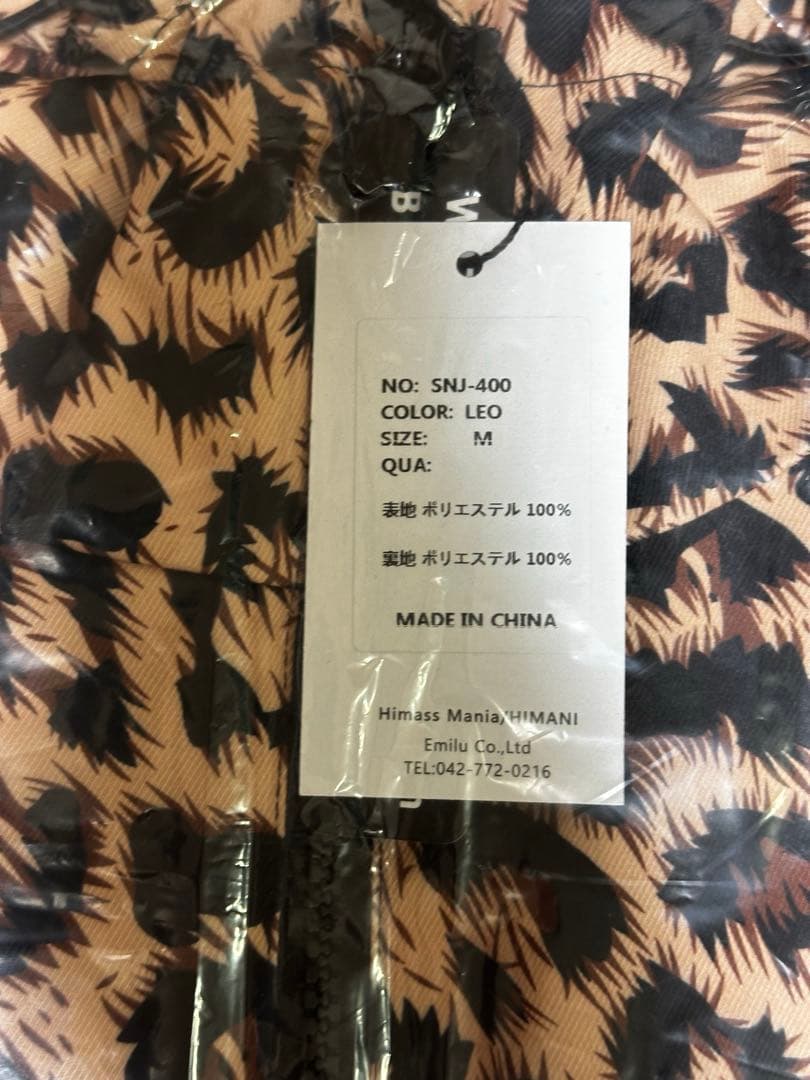 NO: SNJ-400
COLOR: LEO
SIZE: M
QUA:
表地 ポリエステル 100%
裏地 ポリエステル 100%
MADE IN CHINA
Himass Mania/HIMANI
Emilu Co.,Ltd
TEL:042-772-0216